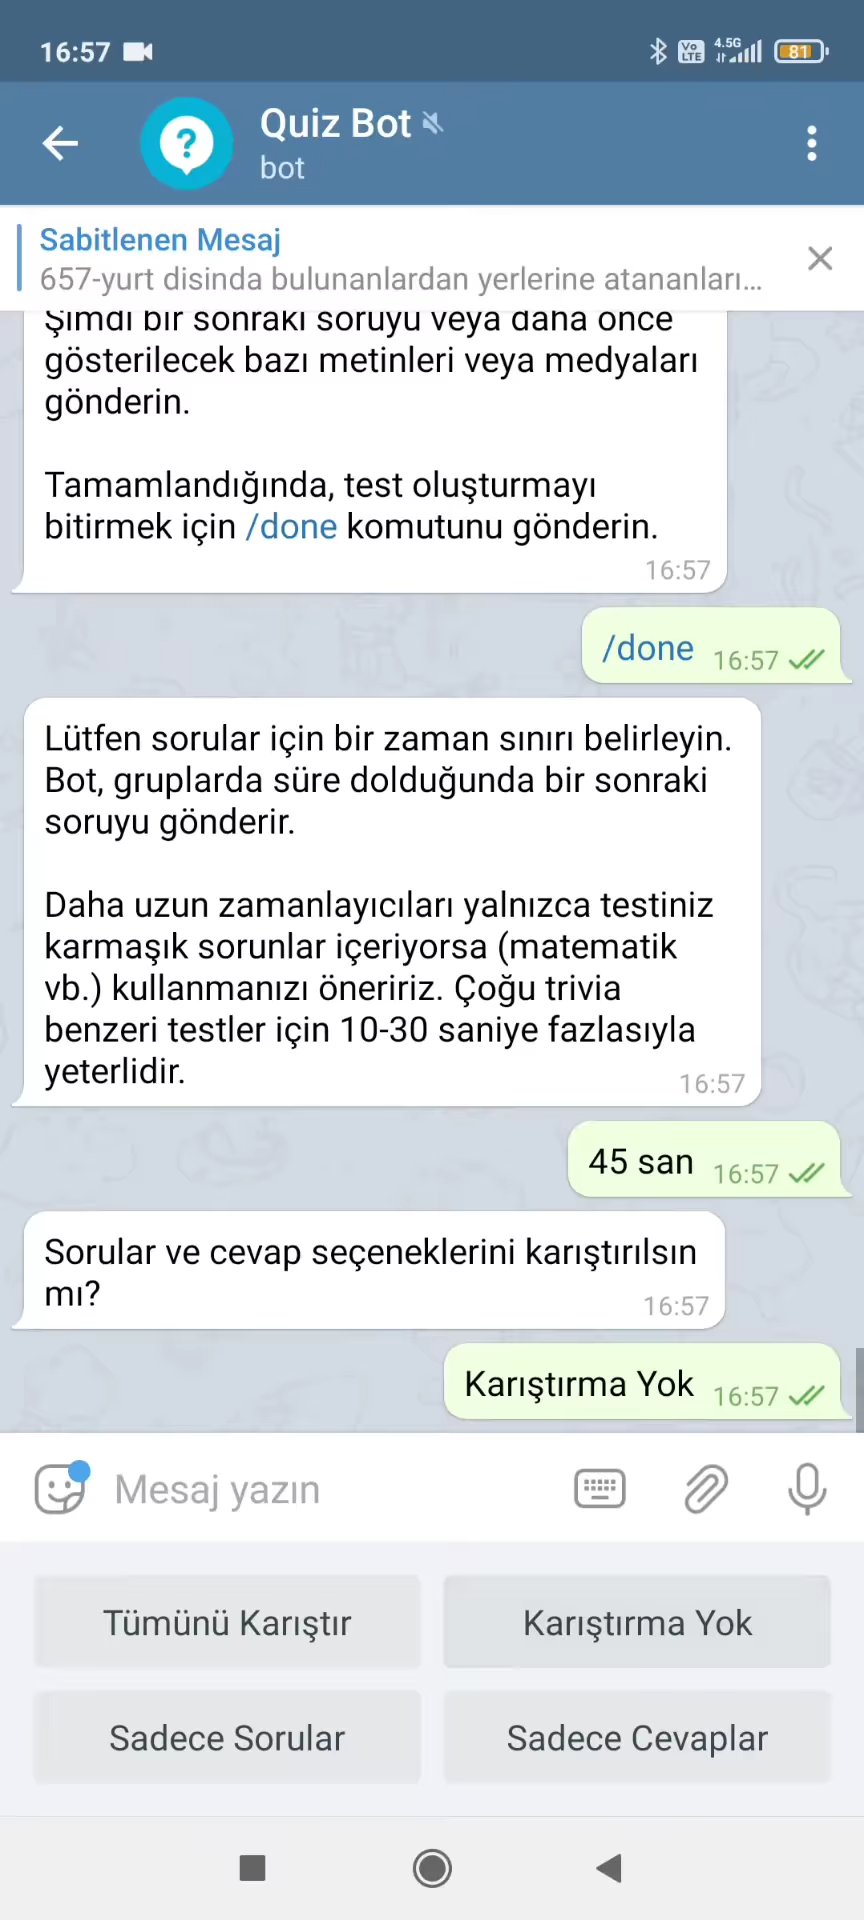 16:57
Vo LTE 4.5G 81
Quiz Bot
bot
Sabitlenen Mesaj
657-yurt disinda bulunanlardan yerlerine atananları...
Şimdi bir sonraki soruyu veya daha önce
gösterilecek bazı metinleri veya medyaları
gönderin.
Tamamlandığında, test oluşturmayı
bitirmek için /done komutunu gönderin.
16:57
/done 16:57
Lütfen sorular için bir zaman sınırı belirleyin.
Bot, gruplarda süre dolduğunda bir sonraki
soruyu gönderir.
Daha uzun zamanlayıcıları yalnızca testiniz
karmaşık sorunlar içeriyorsa (matematik
vb.) kullanmanızı öneririz. Çoğu trivia
benzeri testler için 10-30 saniye fazlasıyla
yeterlidir.
16:57
45 san 16:57
Sorular ve cevap seçeneklerini karıştırılsın
mı?
16:57
Karıştırma Yok 16:57
Mesaj yazın
Tümünü Karıştır
Karıştırma Yok
Sadece Sorular
Sadece Cevaplar